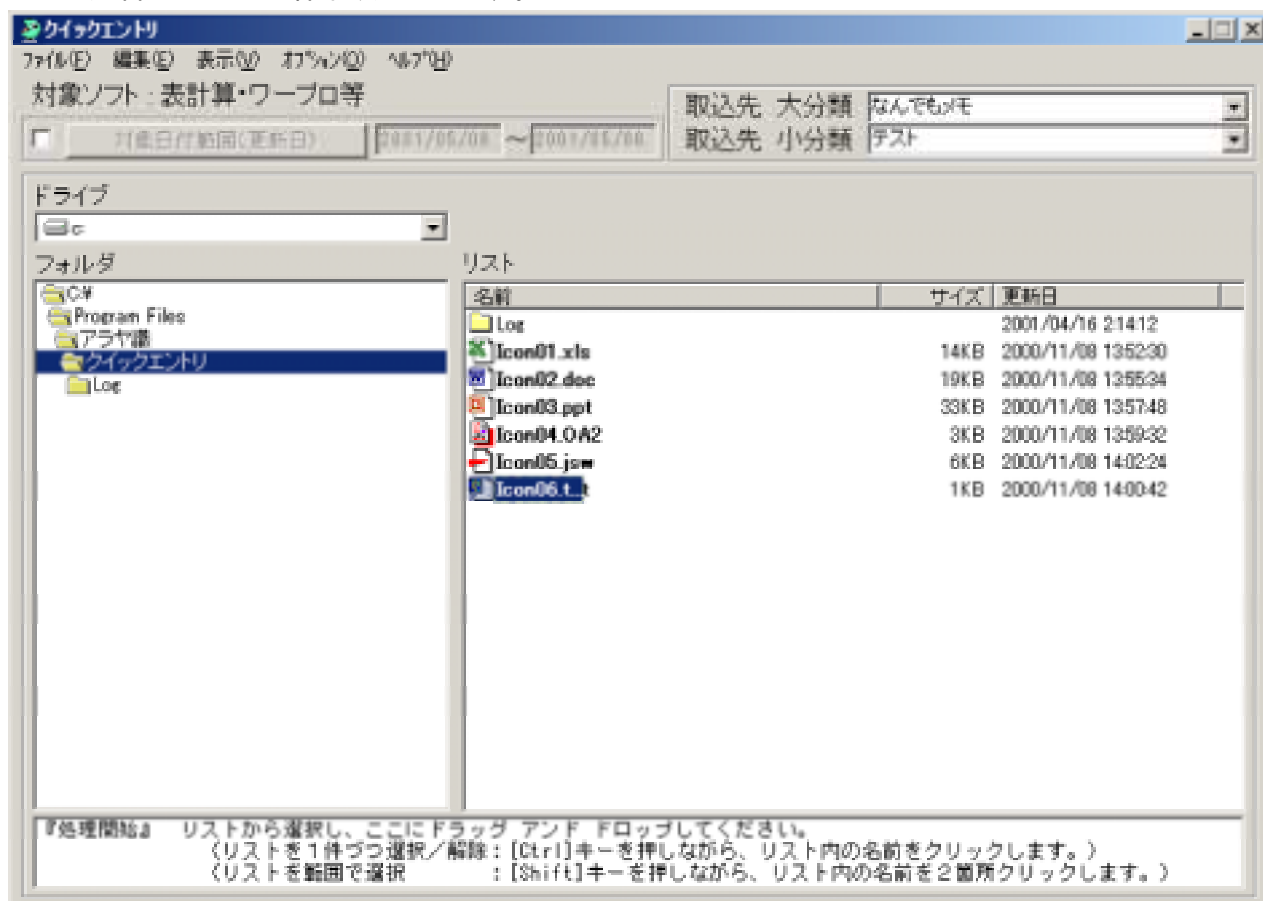 クイックエントリ
ファイル(F) 編集(E) 表示(V) オプション(O) ヘルプ(H)
対象ソフト：表計算・ワープロ等
取込先 大分類 なんでもメモ
対象日付範囲(更新日) ～
取込先 小分類 テスト
ドライブ
c:
フォルダ
リスト
C:¥
Program Files
アラヤ識
クイックエントリ
Log
名前 サイズ 更新日
Log 2001/04/16 2:14:12
Icon01.xls 14KB 2000/11/08 13:52:30
Icon02.doc 19KB 2000/11/08 13:55:34
Icon03.ppt 33KB 2000/11/08 13:57:48
Icon04.OA2 3KB 2000/11/08 13:59:32
Icon05.jsw 6KB 2000/11/08 14:02:24
Icon06.t...t 1KB 2000/11/08 14:00:42
『処理開始』 リストから選択し、ここにドラッグ アンド ドロップしてください。
（リストを１件づつ選択／解除：[Ctrl]キーを押しながら、リスト内の名前をクリックします。）
（リストを範囲で選択 ：[Shift]キーを押しながら、リスト内の名前を２箇所クリックします。）